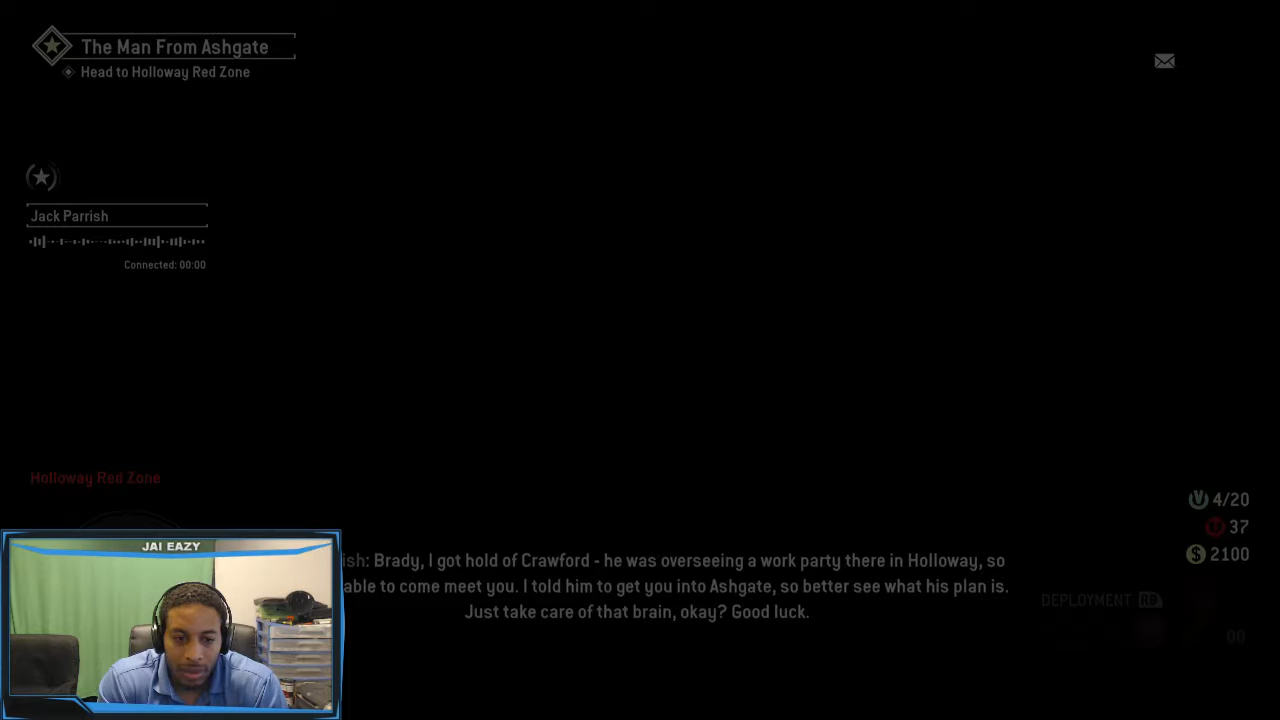 The Man From Ashgate
Head to Holloway Red Zone
Jack Parrish
Connected: 00:00
Holloway Red Zone
4/20
37
2100
JAI EAZY
ish: Brady, I got hold of Crawford - he was overseeing a work party there in Holloway, so
able to come meet you. I told him to get you into Ashgate, so better see what his plan is.
Just take care of that brain, okay? Good luck.
DEPLOYMENT
00